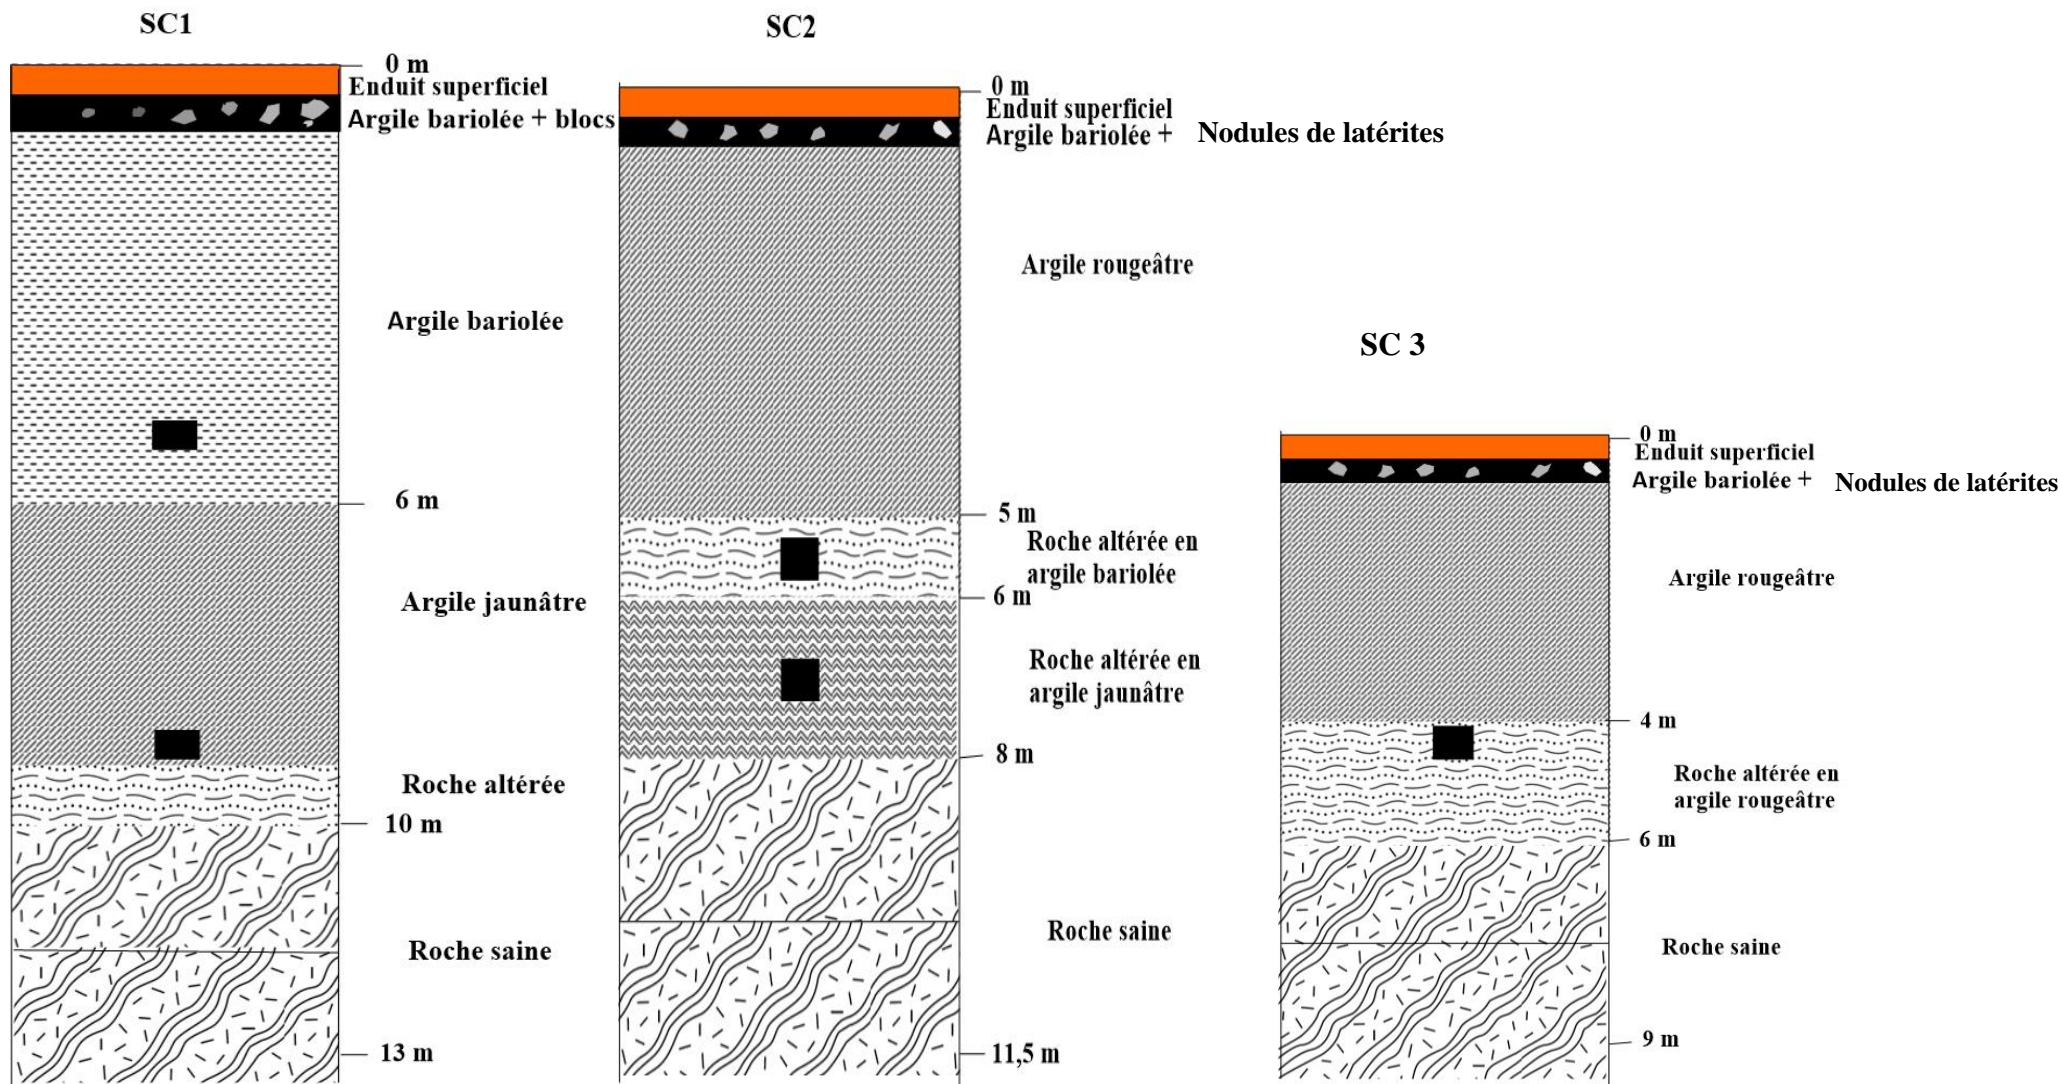 SC1
0 m
Enduit superficiel
Argile bariolée + blocs
Argile bariolée
6 m
Argile jaunâtre
Roche altérée
10 m
Roche saine
13 m
SC2
0 m
Enduit superficiel
Argile bariolée + Nodules de latérites
Argile rougeâtre
5 m
Roche altérée en
argile bariolée
6 m
Roche altérée en
argile jaunâtre
8 m
Roche saine
11,5 m
SC 3
0 m
Enduit superficiel
Argile bariolée + Nodules de latérites
Argile rougeâtre
4 m
Roche altérée en
argile rougeâtre
6 m
Roche saine
9 m